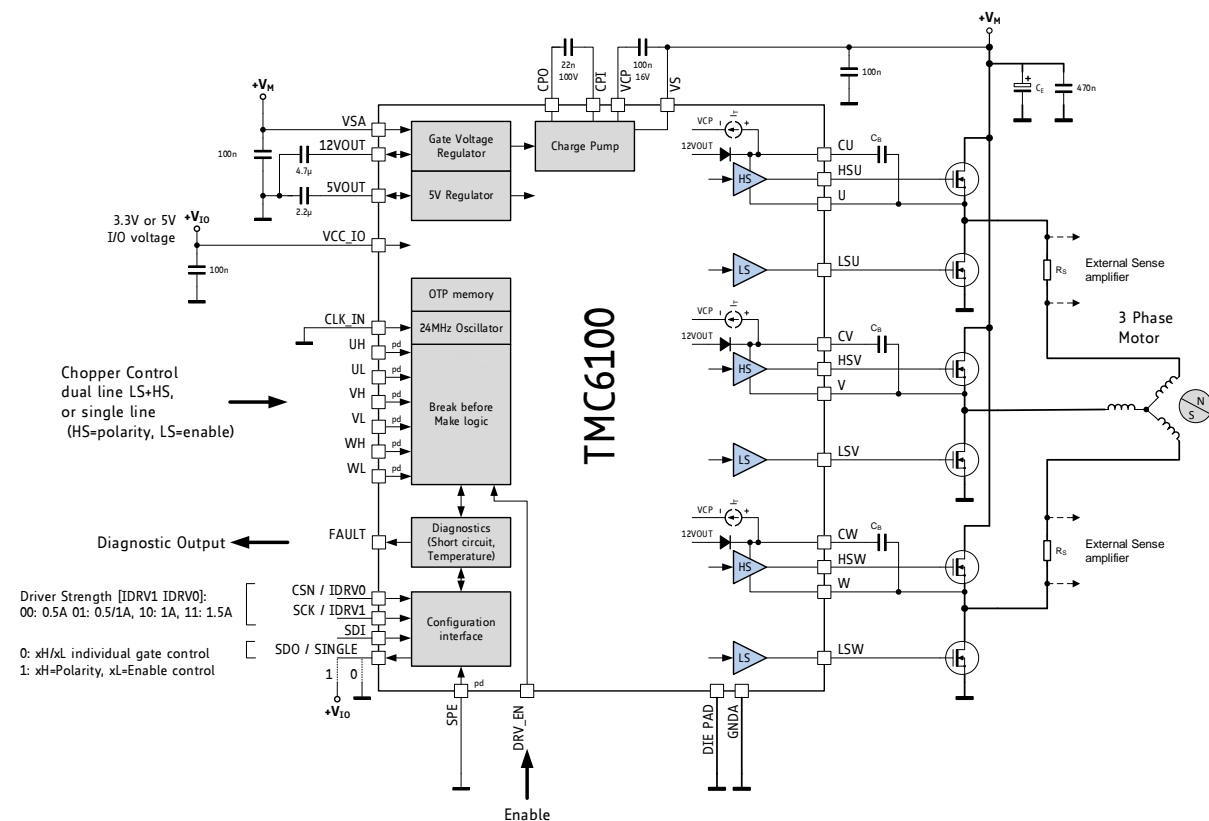 +VM
CPO
22n
100V
CPI
VCP
100n
16V
VS
100n
+
CE
470n
+VM
VSA
100n
12VOUT
4.7µ
5VOUT
2.2µ
Gate Voltage
Regulator
5V Regulator
Charge Pump
3.3V or 5V
I/O voltage
+VIO
VCC_IO
100n
OTP memory
CLK_IN
24MHz Oscillator
UH pd
UL pd
VH pd
VL pd
WH pd
WL pd
Break before
Make logic
Chopper Control
dual line LS+HS,
or single line
(HS=polarity, LS=enable)
TMC6100
Diagnostic Output
FAULT
Diagnostics
(Short circuit,
Temperature)
Driver Strength [IDRV1 IDRV0]:
00: 0.5A 01: 0.5/1A, 10: 1A, 11: 1.5A
CSN / IDRV0
SCK / IDRV1
SDI
SDO / SINGLE
Configuration
interface
0: xH/xL individual gate control
1: xH=Polarity, xL=Enable control
1 0
+VIO
SPE
pd
DRV_EN
Enable
DIE PAD
GNDA
VCP
+
12VOUT
HS
CU
CB
HSU
U
LS
LSU
RS
External Sense
amplifier
VCP
+
12VOUT
HS
CV
CB
HSV
V
LS
LSV
3 Phase
Motor
N
S
VCP
+
12VOUT
HS
CW
CB
HSW
W
LS
LSW
RS
External Sense
amplifier